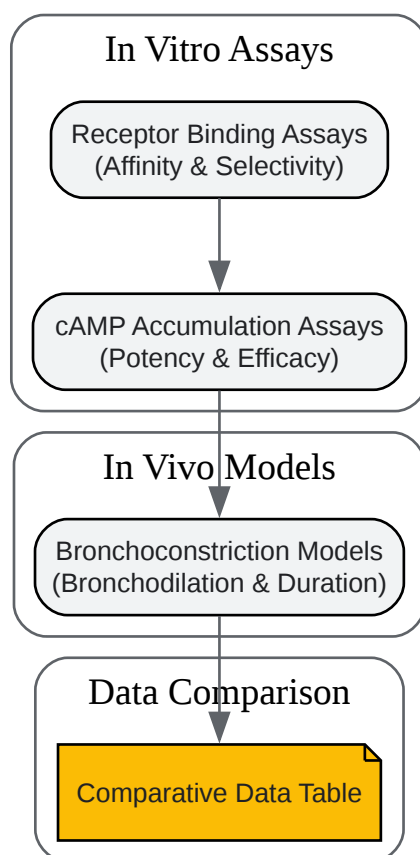 In Vitro Assays
Receptor Binding Assays
(Affinity & Selectivity)
cAMP Accumulation Assays
(Potency & Efficacy)
In Vivo Models
Bronchoconstriction Models
(Bronchodilation & Duration)
Data Comparison
Comparative Data Table